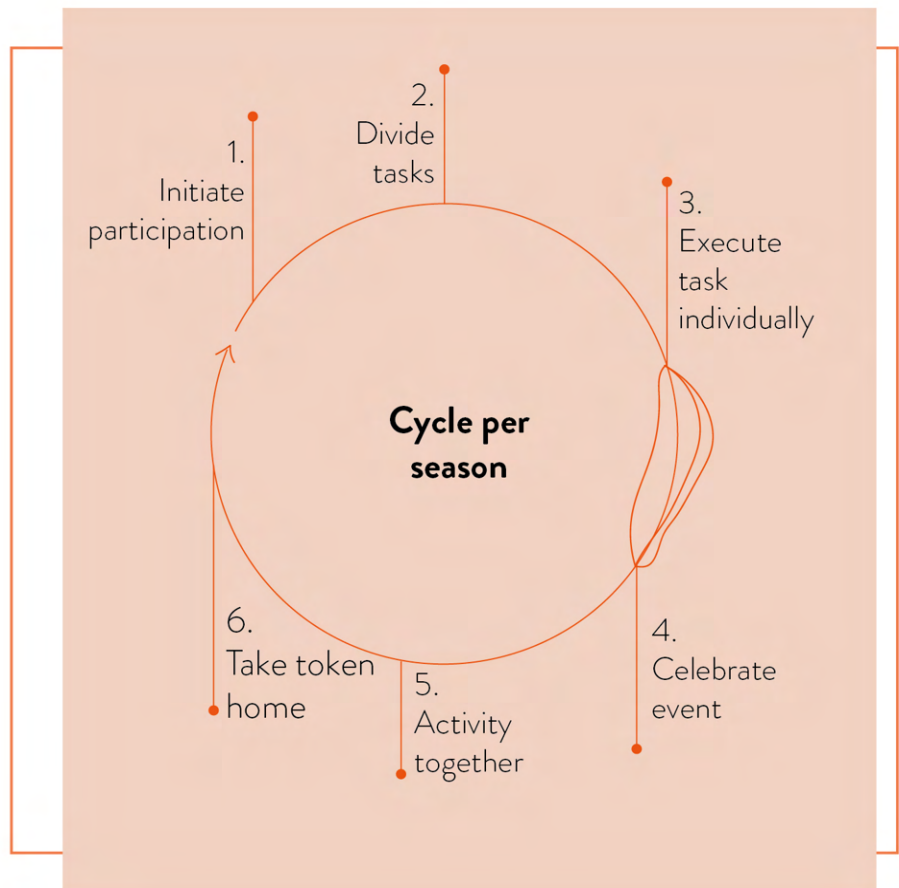 1.
Initiate
participation
2.
Divide
tasks
3.
Execute
task
individually
Cycle per
season
4.
Celebrate
event
5.
Activity
together
6.
Take token
home